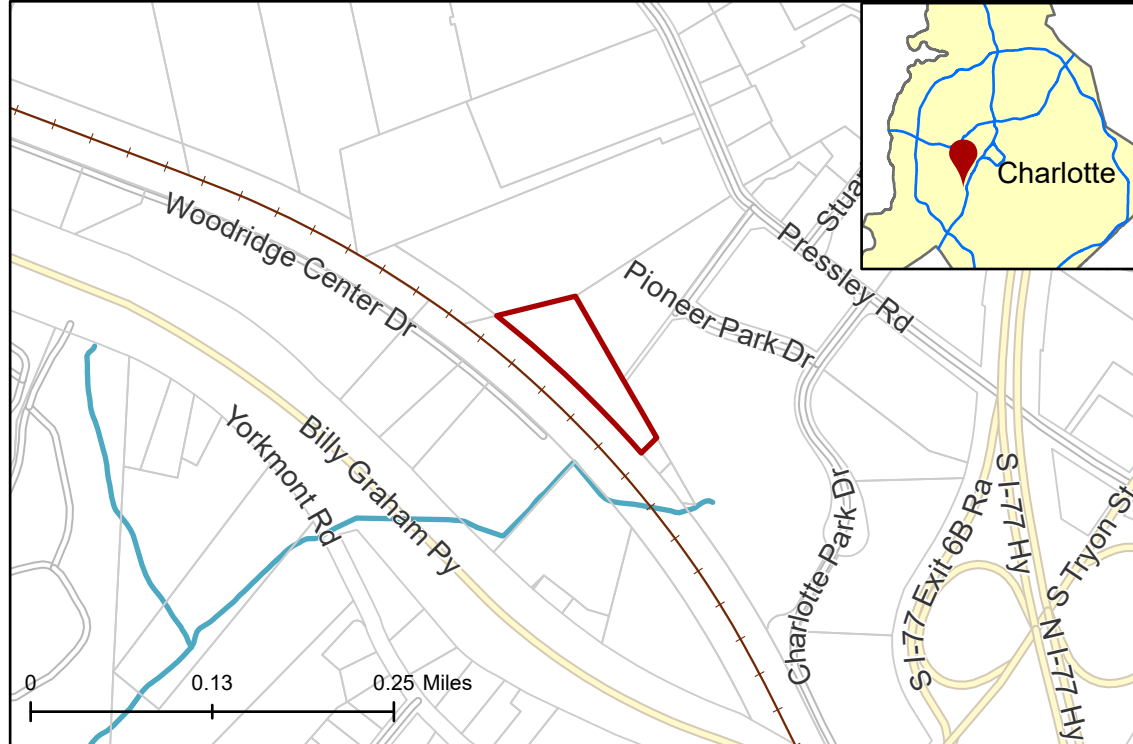 Charlotte
Stuar
Pressley Rd
Woodridge Center Dr
Pioneer Park Dr
Yorkmont Rd
Billy Graham Py
Charlotte Park Dr
S I-77 Exit 6B Ra
S I-77 Hy
S Tryon St
N I-77 Hy
0 0.13 0.25 Miles